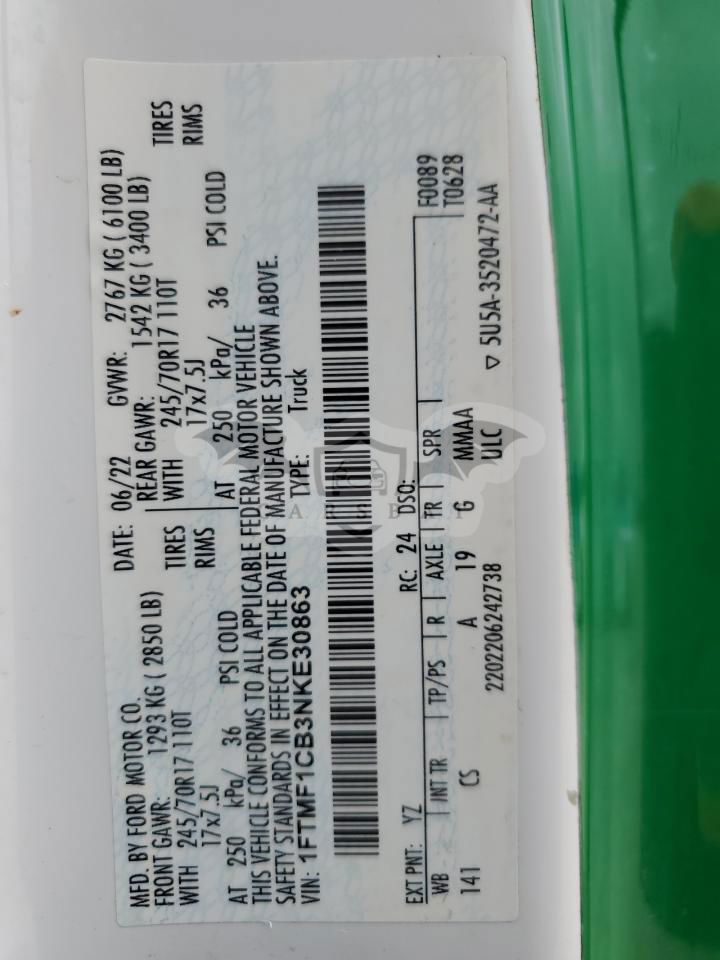 MFD. BY FORD MOTOR CO. DATE: 06/22 GVWR: 2767 KG ( 6100 LB)
FRONT GAWR: 1293 KG ( 2850 LB) REAR GAWR: 1542 KG ( 3400 LB)
WITH 245/70R17 110T TIRES WITH 245/70R17 110T TIRES
17x7.5J RIMS 17x7.5J RIMS
AT 250 kPa/ 36 PSI COLD AT 250 kPa/ 36 PSI COLD
THIS VEHICLE CONFORMS TO ALL APPLICABLE FEDERAL MOTOR VEHICLE
SAFETY STANDARDS IN EFFECT ON THE DATE OF MANUFACTURE SHOWN ABOVE.
VIN: 1FTMF1CB3NKE30863 TYPE: Truck
EXT PNT: YZ RC: 24 DSO: F0089
WB INT TR TP/PS R AXLE TR SPR T0628
141 CS A 19 G MMAA
2202206242738 ULC ▽ 5U5A-3520472-AA